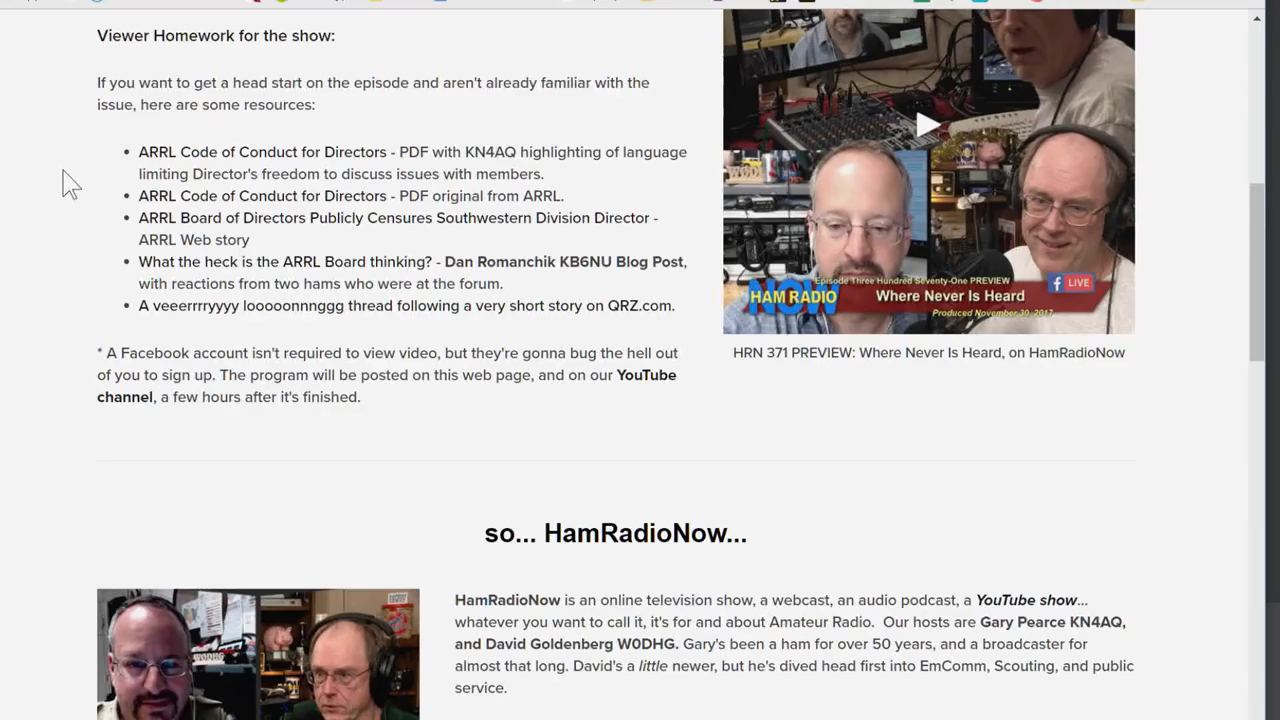 Viewer Homework for the show:
If you want to get a head start on the episode and aren't already familiar with the
issue, here are some resources:
• ARRL Code of Conduct for Directors - PDF with KN4AQ highlighting of language
limiting Director's freedom to discuss issues with members.
• ARRL Code of Conduct for Directors - PDF original from ARRL.
• ARRL Board of Directors Publicly Censures Southwestern Division Director -
ARRL Web story
• What the heck is the ARRL Board thinking? - Dan Romanchik KB6NU Blog Post,
with reactions from two hams who were at the forum.
• A veeerrrryyyy looooonnnggg thread following a very short story on QRZ.com.
* A Facebook account isn't required to view video, but they're gonna bug the hell out
of you to sign up. The program will be posted on this web page, and on our YouTube
channel, a few hours after it's finished.
Episode Three Hundred Seventy-One PREVIEW
f LIVE
HAM RADIO
NOW
Where Never Is Heard
Produced November 30, 2017
HRN 371 PREVIEW: Where Never Is Heard, on HamRadioNow
so... HamRadioNow...
HamRadioNow is an online television show, a webcast, an audio podcast, a YouTube show...
whatever you want to call it, it's for and about Amateur Radio. Our hosts are Gary Pearce KN4AQ,
and David Goldenberg W0DHG. Gary's been a ham for over 50 years, and a broadcaster for
almost that long. David's a little newer, but he's dived head first into EmComm, Scouting, and public
service.